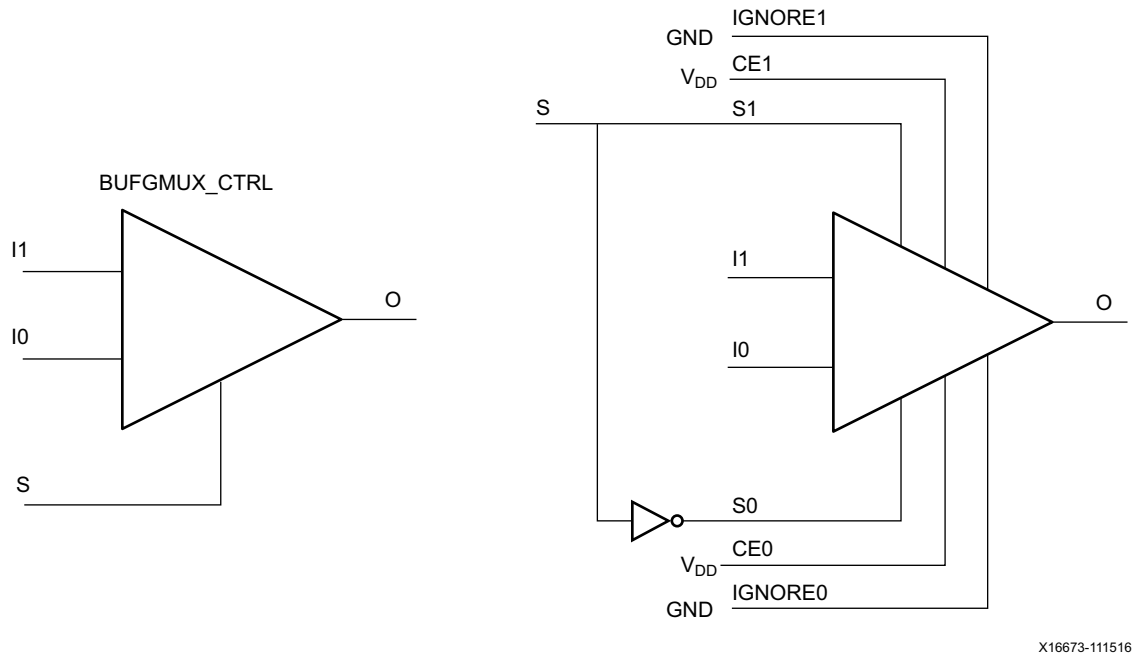 BUFGMUX_CTRL
I1
I0
O
S
GND IGNORE1
VDD CE1
S S1
I1
I0
O
S0
VDD CE0
GND IGNORE0
X16673-111516